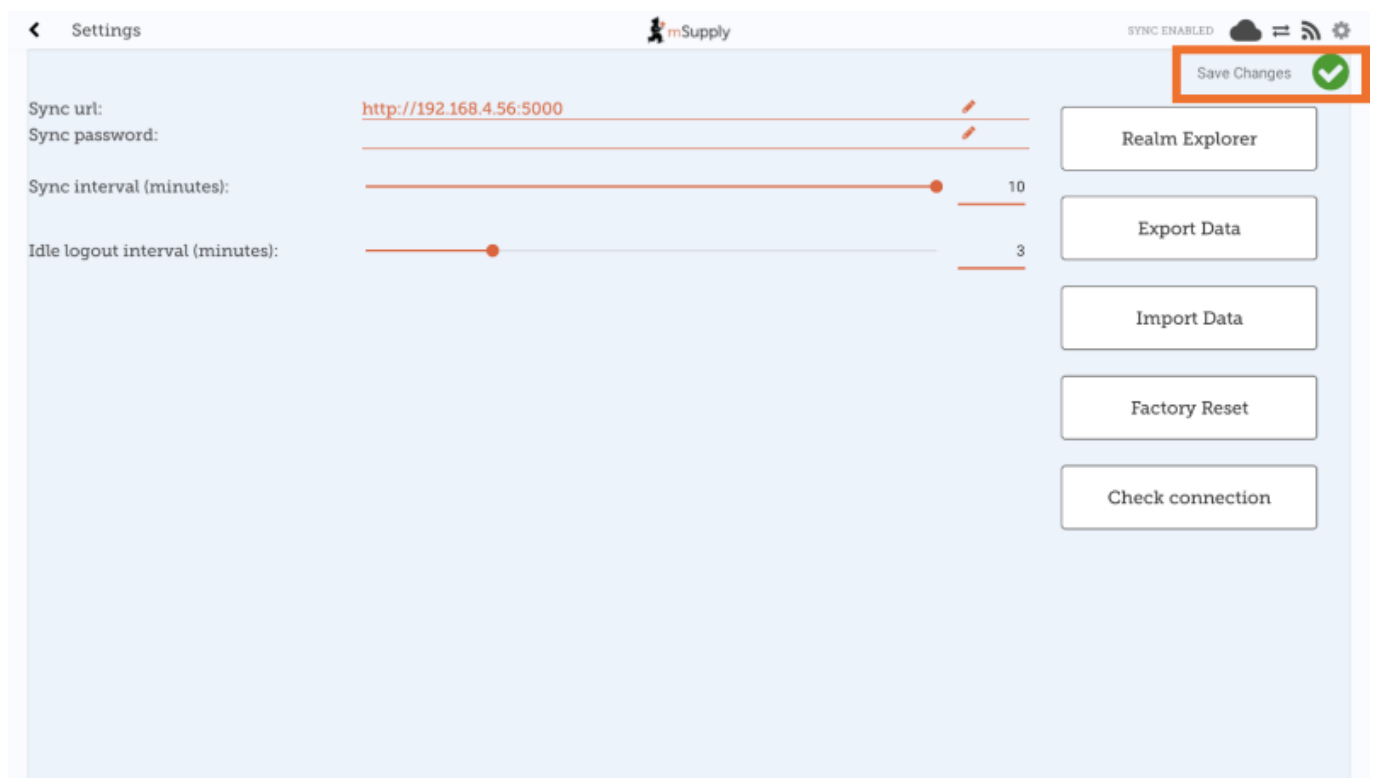 Settings
mSupply
SYNC ENABLED
Save Changes
Sync url: http://192.168.4.56:5000
Sync password:
Sync interval (minutes): 10
Idle logout interval (minutes): 3
Realm Explorer
Export Data
Import Data
Factory Reset
Check connection